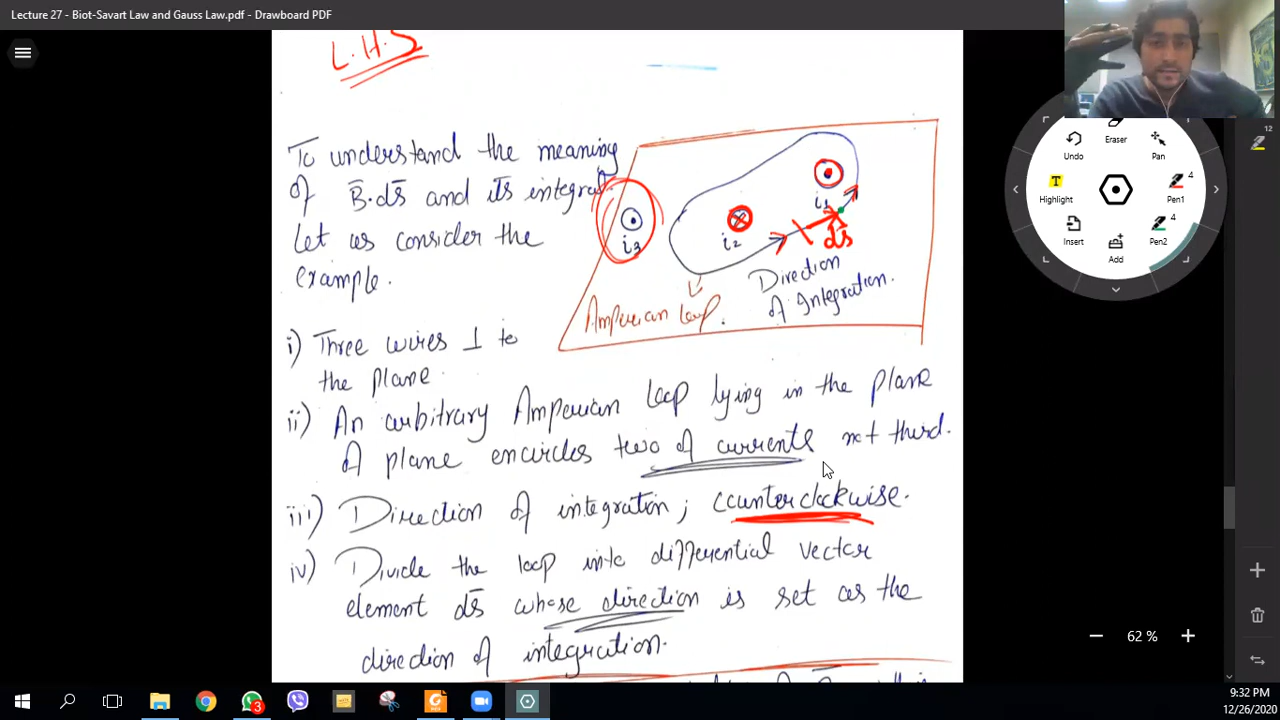 Lecture 27 - Biot-Savart Law and Gauss Law.pdf - Drawboard PDF
L.H.S
To understand the meaning
of B̄.ds̄ and its integral
let us consider the
example.
i₃
i₂
i₁
ds̄
Direction
of Integration.
Amperian loop.
i) Three wires ⊥ to
the plane.
ii) An arbitrary Amperian loop lying in the plane
of plane encircles two of currents not third.
iii) Direction of integration; counterclockwise.
iv) Divide the loop into differential vector
element ds̄ whose direction is set as the
direction of integration.
12
Eraser
Undo
Pan
Highlight
4
Pen1
Insert
4
Pen2
Add
62 %
3
9:32 PM
12/26/2020